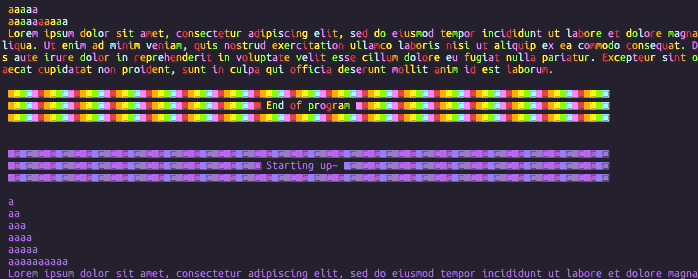 aaaaa
aaaaaaaaaa
Lorem ipsum dolor sit amet, consectetur adipiscing elit, sed do eiusmod tempor incididunt ut labore et dolore magna
liqua. Ut enim ad minim veniam, quis nostrud exercitation ullamco laboris nisi ut aliquip ex ea commodo consequat. D
s aute irure dolor in reprehenderit in voluptate velit esse cillum dolore eu fugiat nulla pariatur. Excepteur sint o
aecat cupidatat non proident, sunt in culpa qui officia deserunt mollit anim id est laborum.
End of program
Starting up~
a
aa
aaa
aaaa
aaaaa
aaaaaaaaaa
Lorem ipsum dolor sit amet, consectetur adipiscing elit, sed do eiusmod tempor incididunt ut labore et dolore magna